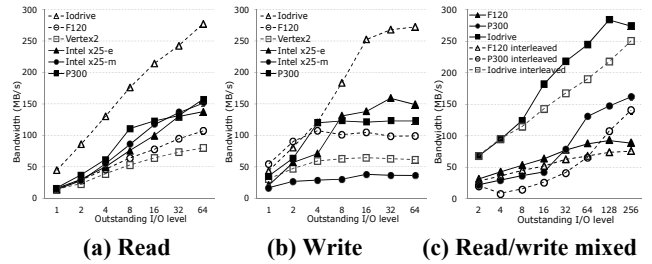 Iodrive
F120
Vertex2
Intel x25-e
Intel x25-m
P300
Bandwidth (MB/s)
300
250
200
150
100
50
0
1 2 4 8 16 32 64
Outstanding I/O level
(a) Read
Iodrive
F120
Vertex2
Intel x25-e
Intel x25-m
P300
Bandwidth (MB/s)
300
250
200
150
100
50
0
1 2 4 8 16 32 64
Outstanding I/O level
(b) Write
F120
P300
Iodrive
F120 interleaved
P300 interleaved
Iodrive interleaved
Bandwidth (MB/s)
300
250
200
150
100
50
0
2 4 8 16 32 64 128 256
Outstanding I/O level
(c) Read/write mixed